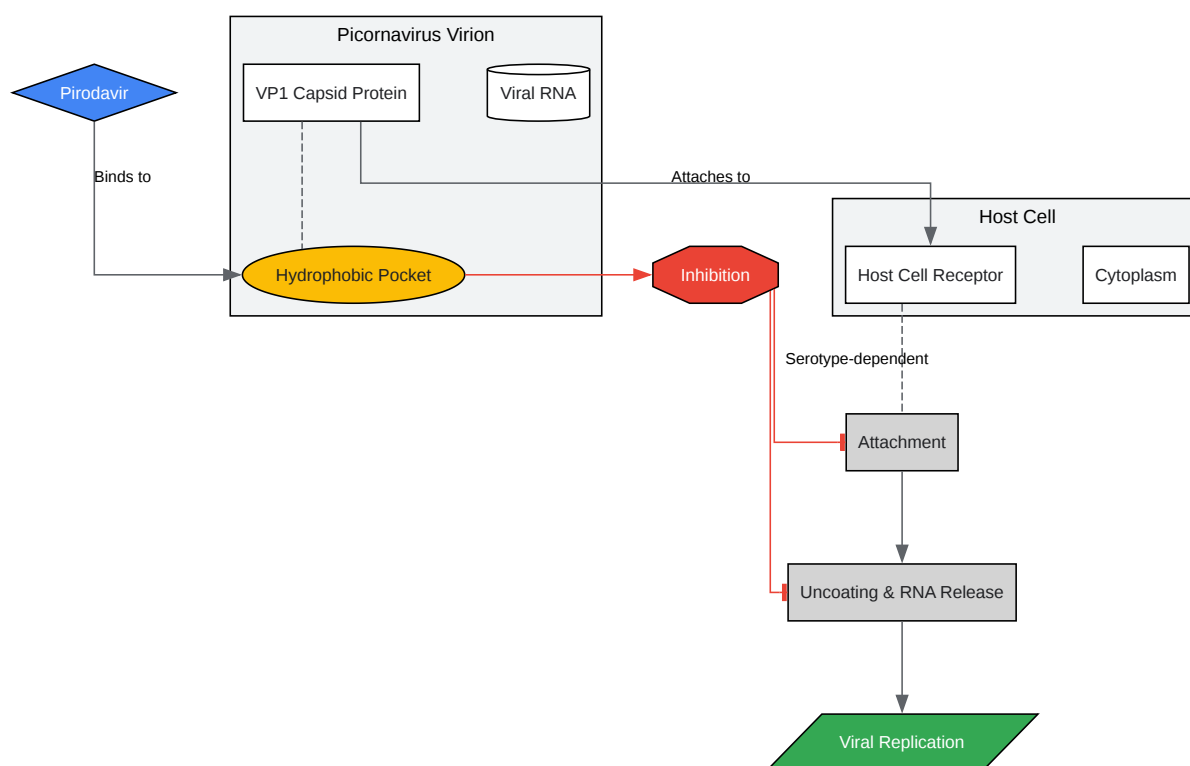 Picornavirus Virion
Pirodavir
VP1 Capsid Protein
Viral RNA
Binds to
Attaches to
Host Cell
Hydrophobic Pocket
Inhibition
Host Cell Receptor
Cytoplasm
Serotype-dependent
Attachment
Uncoating & RNA Release
Viral Replication